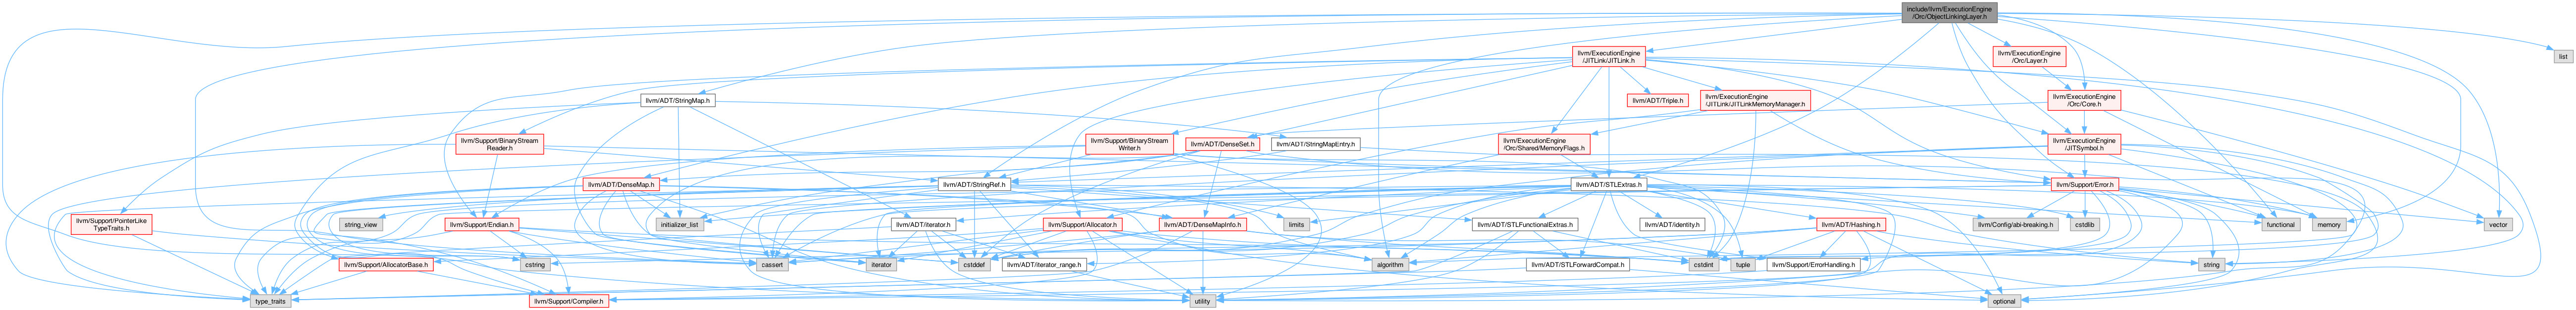 include/llvm/ExecutionEngine
/Orc/ObjectLinkingLayer.h
llvm/ExecutionEngine
/JITLink/JITLink.h
llvm/ExecutionEngine
/Orc/Layer.h
list
llvm/ADT/StringMap.h
llvm/ADT/Triple.h
llvm/ExecutionEngine
/JITLink/JITLinkMemoryManager.h
llvm/ExecutionEngine
/Orc/Core.h
llvm/Support/BinaryStream
Reader.h
llvm/Support/BinaryStream
Writer.h
llvm/ADT/DenseSet.h
llvm/ADT/StringMapEntry.h
llvm/ExecutionEngine
/Orc/Shared/MemoryFlags.h
llvm/ExecutionEngine
/JITSymbol.h
llvm/ADT/DenseMap.h
llvm/ADT/StringRef.h
llvm/ADT/STLExtras.h
llvm/Support/Error.h
llvm/Support/PointerLike
TypeTraits.h
string_view
llvm/Support/Endian.h
initializer_list
llvm/ADT/iterator.h
llvm/Support/Allocator.h
llvm/ADT/DenseMapInfo.h
limits
llvm/ADT/STLFunctionalExtras.h
llvm/ADT/identity.h
llvm/ADT/Hashing.h
llvm/Config/abi-breaking.h
cstdlib
functional
memory
vector
llvm/Support/AllocatorBase.h
cstring
cassert
iterator
cstddef
llvm/ADT/iterator_range.h
algorithm
llvm/ADT/STLForwardCompat.h
cstdint
tuple
llvm/Support/ErrorHandling.h
string
type_traits
llvm/Support/Compiler.h
utility
optional